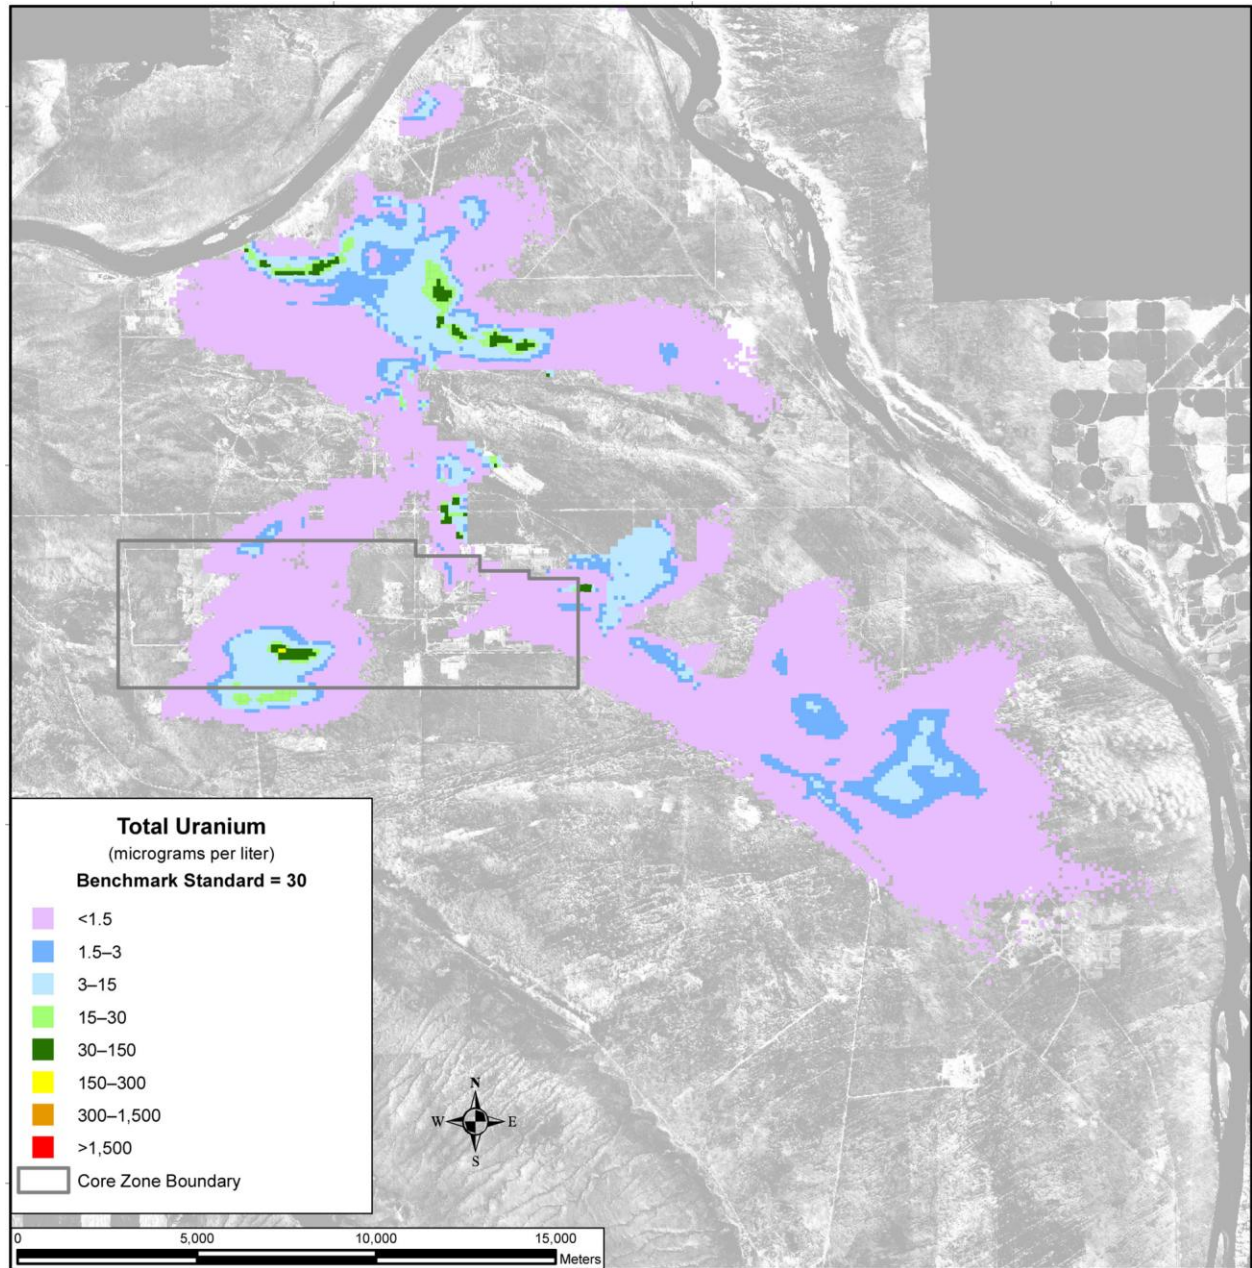 Total Uranium
(micrograms per liter)
Benchmark Standard = 30
<1.5
1.5–3
3–15
15–30
30–150
150–300
300–1,500
>1,500
Core Zone Boundary
N
W E
S
0 5,000 10,000 15,000
Meters